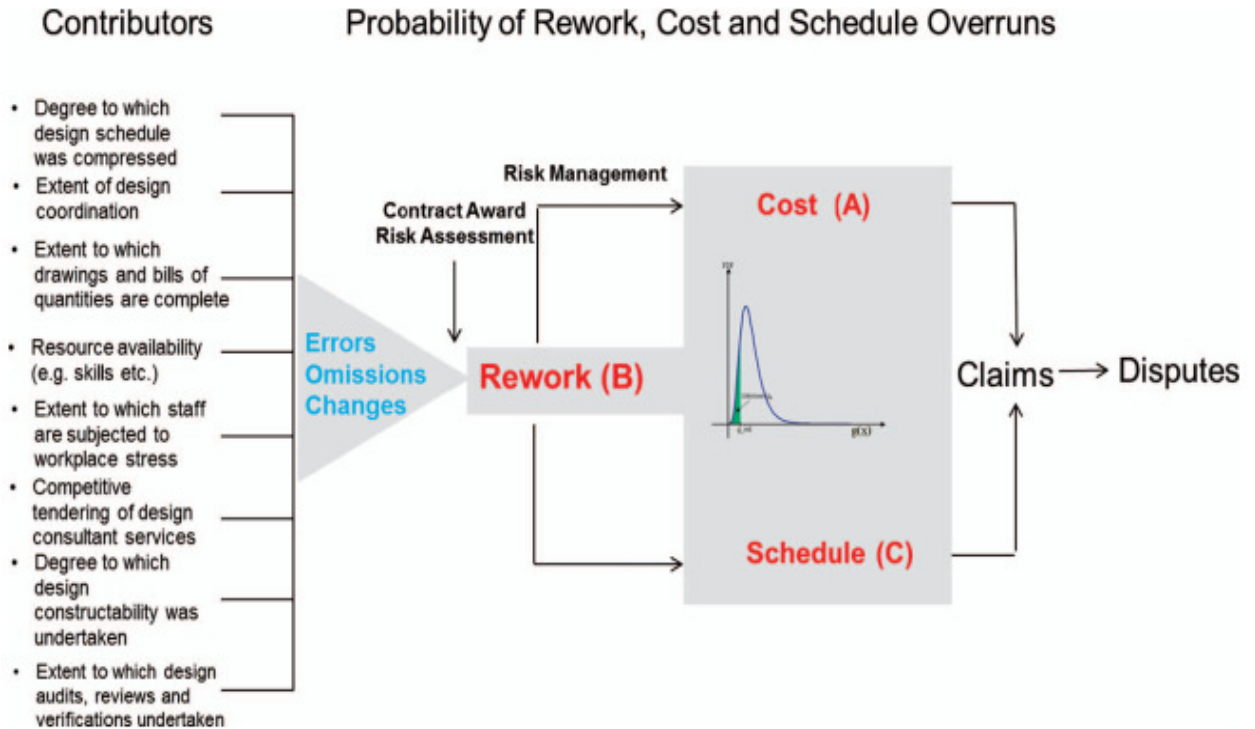 Contributors
Probability of Rework, Cost and Schedule Overruns
• Degree to which
design schedule
was compressed
• Extent of design
coordination
• Extent to which
drawings and bills of
quantities are complete
• Resource availability
(e.g. skills etc.)
• Extent to which staff
are subjected to
workplace stress
• Competitive
tendering of design
consultant services
• Degree to which
design
constructability was
undertaken
• Extent to which design
audits, reviews and
verifications undertaken
Errors
Omissions
Changes
Contract Award
Risk Assessment
Risk Management
Rework (B)
Cost (A)
g(x)
Schedule (C)
Claims
Disputes